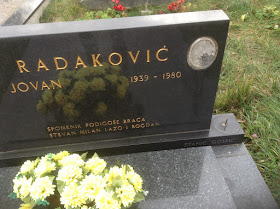 RADAKOVIĆ
JOVAN 1939 - 1980
SPOMENIK PODIGOŠE BRAĆA
STEVAN MILAN LAZO I BOGDAN